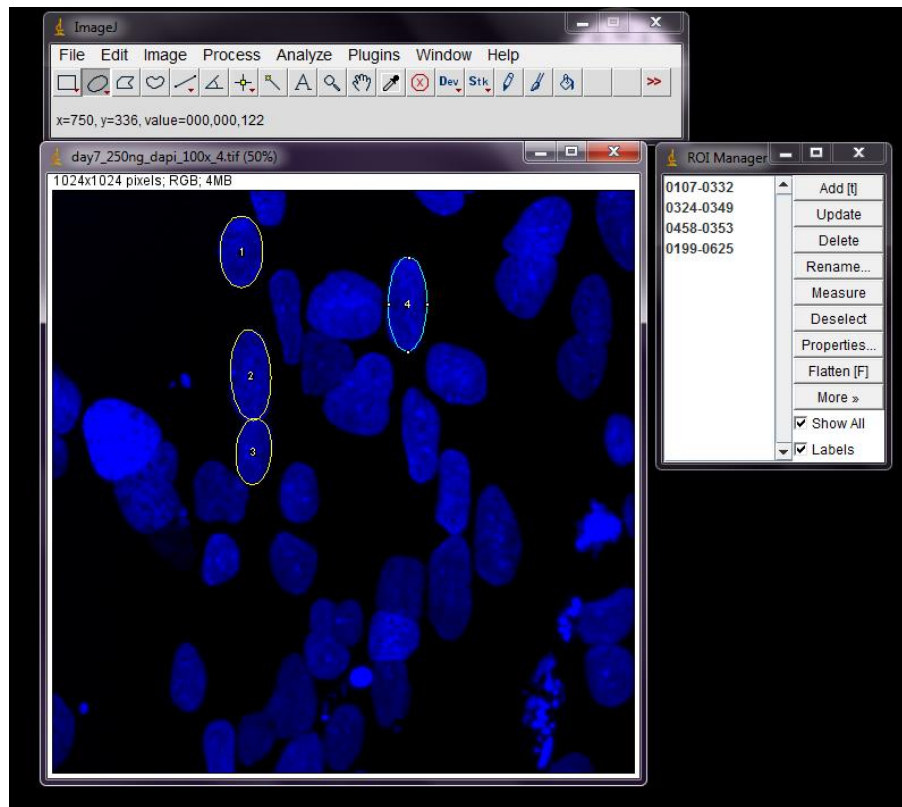 ImageJ
File Edit Image Process Analyze Plugins Window Help
A Dev Stk >>
x=750, y=336, value=000,000,122
day7_250ng_dapi_100x_4.tif (50%)
1024x1024 pixels; RGB; 4MB
1
2
3
4
ROI Manager
0107-0332
0324-0349
0458-0353
0199-0625
Add [t]
Update
Delete
Rename...
Measure
Deselect
Properties...
Flatten [F]
More »
Show All
Labels